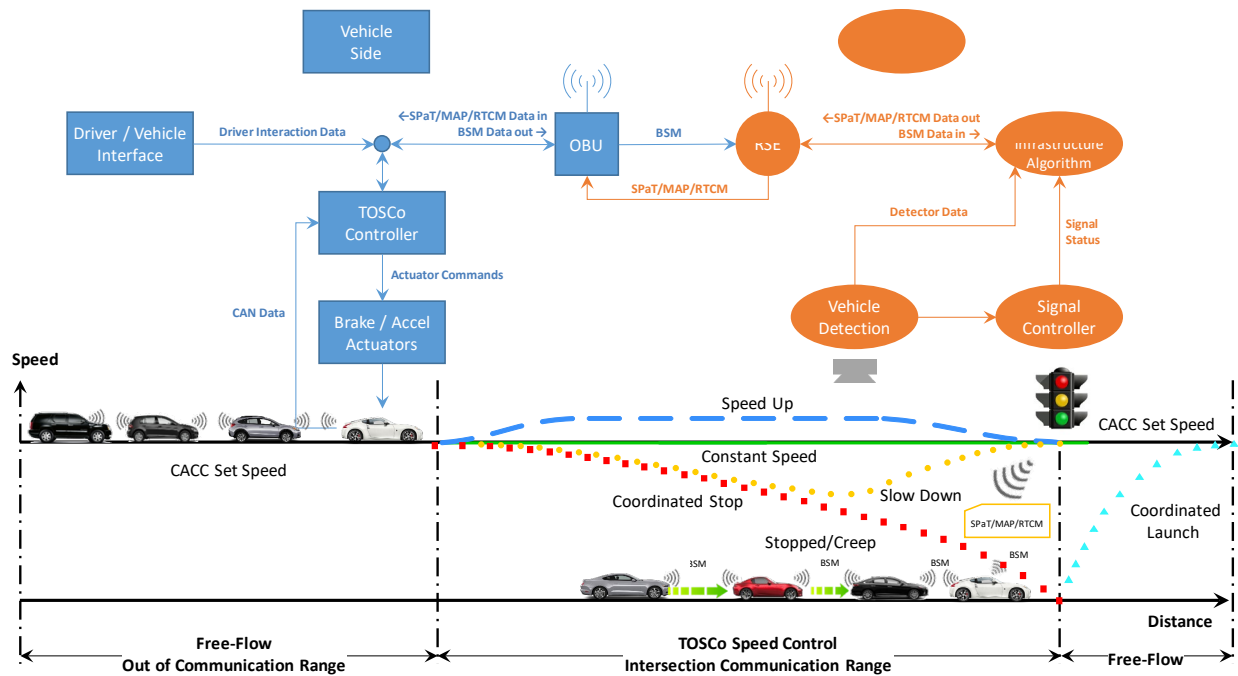 Vehicle
Side
Driver / Vehicle
Interface
Driver Interaction Data
←SPaT/MAP/RTCM Data in
BSM Data out →
OBU
BSM
RSE
SPaT/MAP/RTCM
←SPaT/MAP/RTCM Data out
BSM Data in →
Infrastructure
Algorithm
TOSCo
Controller
Detector Data
Signal
Status
Actuator Commands
CAN Data
Brake / Accel
Actuators
Vehicle
Detection
Signal
Controller
Speed
Speed Up
CACC Set Speed
CACC Set Speed
Constant Speed
Coordinated Stop
Slow Down
SPaT/MAP/RTCM
Coordinated
Launch
Stopped/Creep
BSM
BSM
BSM
BSM
Distance
Free-Flow
Out of Communication Range
TOSCo Speed Control
Intersection Communication Range
Free-Flow